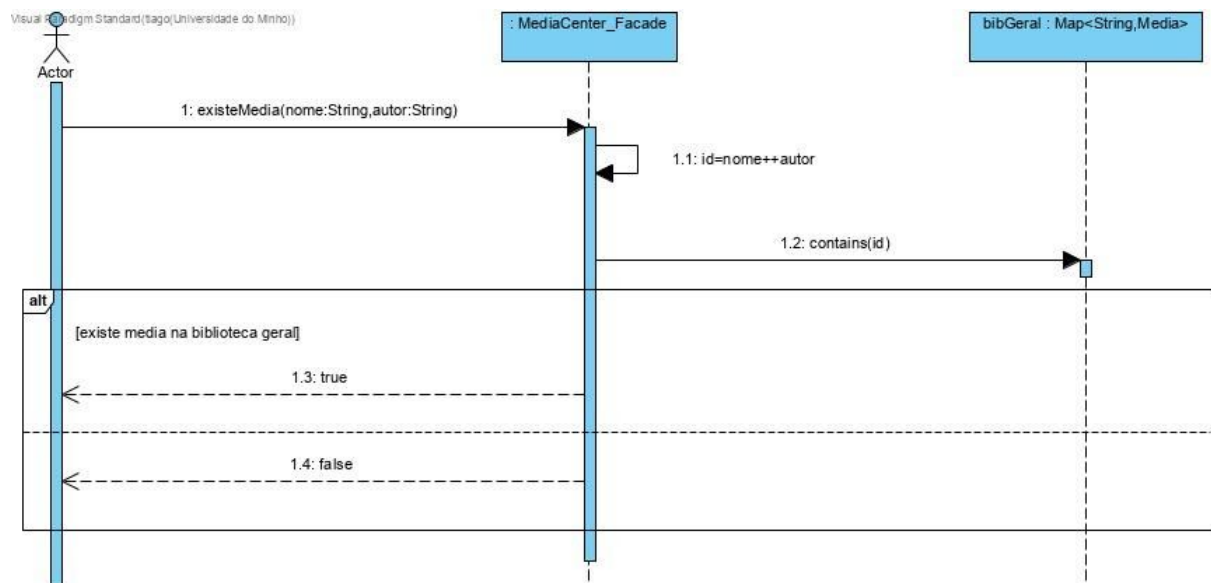 Visual Paradigm Standard(tiago(Universidade do Minho))
: MediaCenter_Facade
bibGeral : Map<String,Media>
Actor
1: existeMedia(nome:String,autor:String)
1.1: id=nome++autor
1.2: contains(id)
alt
[existe media na biblioteca geral]
1.3: true
1.4: false